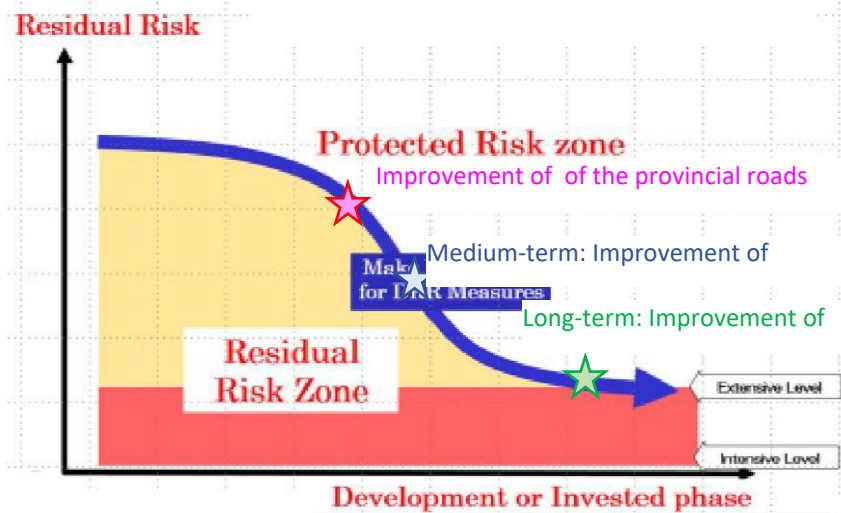 Residual Risk
Protected Risk zone
Improvement of  of the provincial roads
Medium-term: Improvement of
for Measures
Long-term: Improvement of
Residual
Risk Zone
Extensive Level
Intensive Level
Development or Invested phase